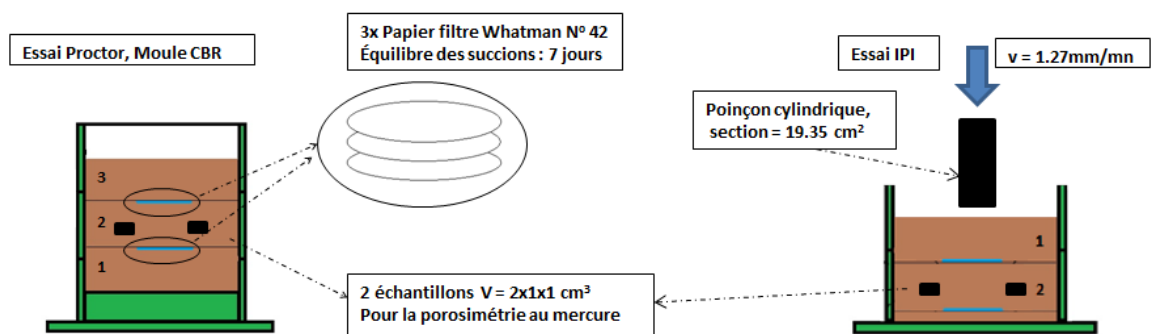 Essai Proctor, Moule CBR
3x Papier filtre Whatman N° 42
Équilibre des succions : 7 jours
Essai IPI
v = 1.27mm/mn
Poinçon cylindrique,
section = 19.35 cm²
3
2
1
1
2
2 échantillons V = 2x1x1 cm³
Pour la porosimétrie au mercure